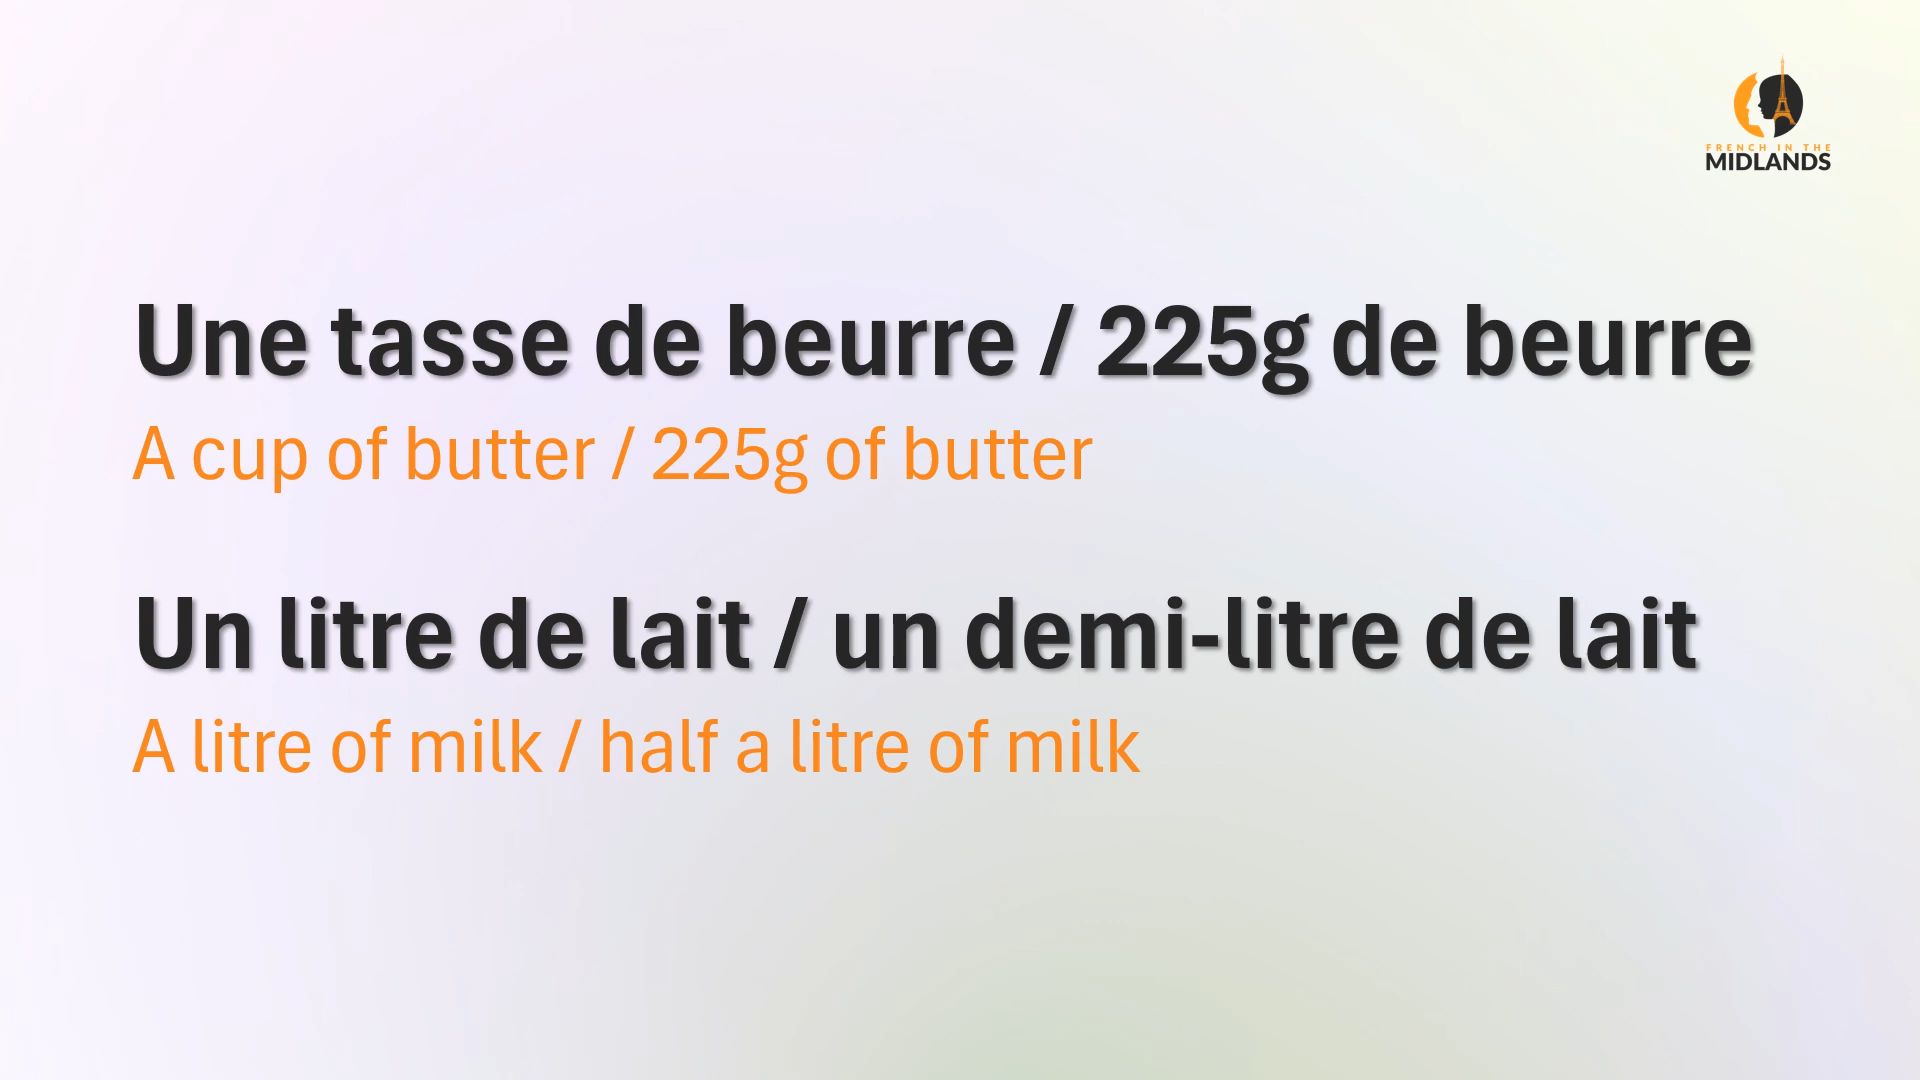 FRENCH IN THE
MIDLANDS
Une tasse de beurre / 225g de beurre
A cup of butter / 225g of butter
Un litre de lait / un demi-litre de lait
A litre of milk / half a litre of milk